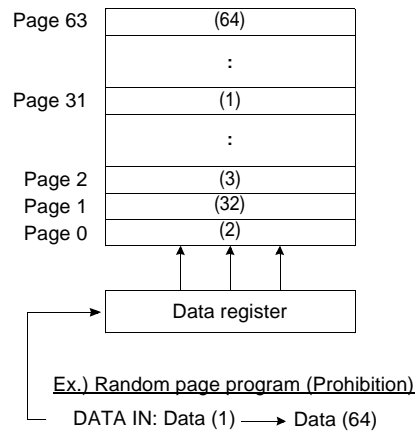 Page 63 (64)
:
Page 31 (1)
:
Page 2 (3)
Page 1 (32)
Page 0 (2)
Data register
Ex.) Random page program (Prohibition)
DATA IN: Data (1) Data (64)